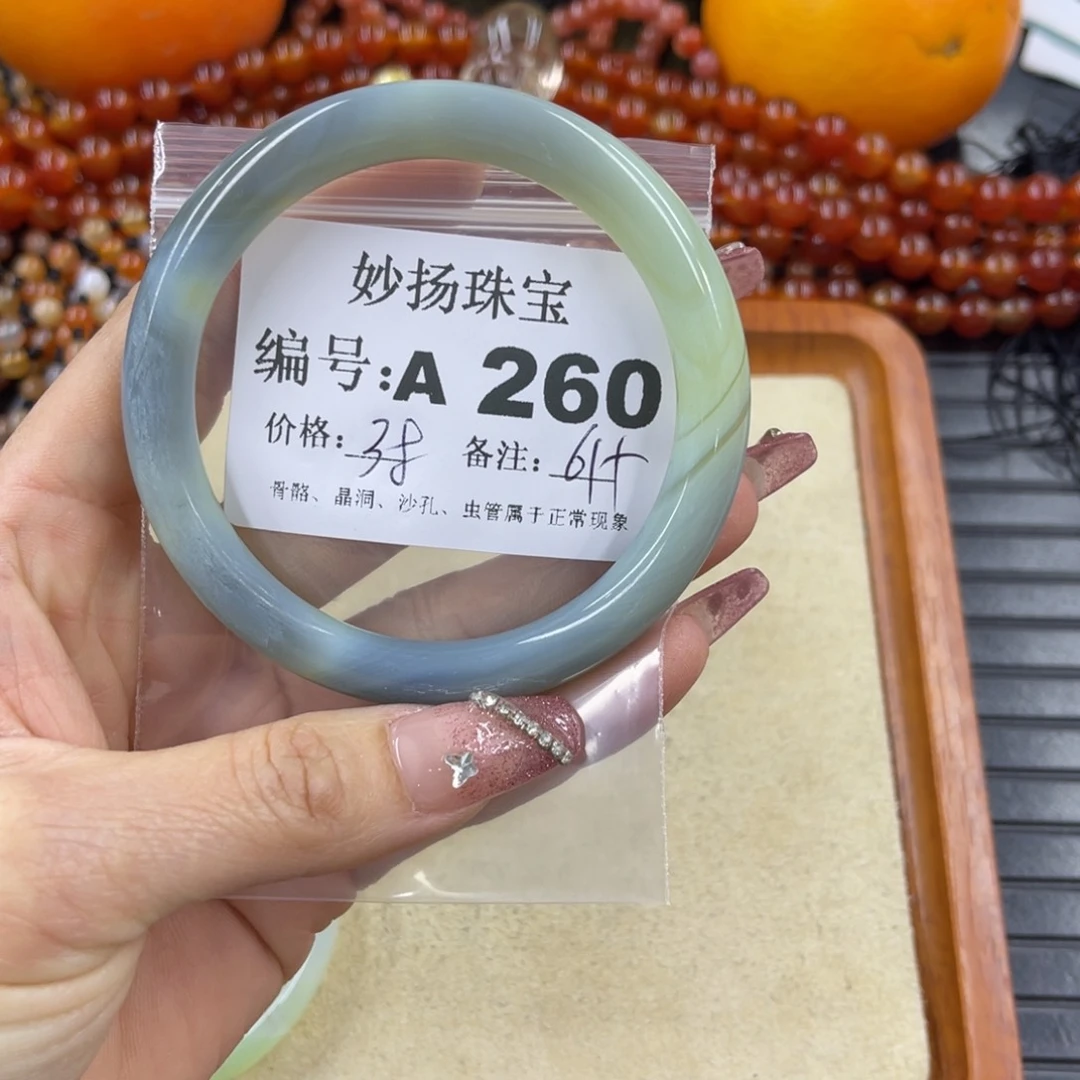 妙扬珠宝
编号:A 260
价格: 38 备注:
骨骼、晶洞、沙孔、虫管属于正常现象